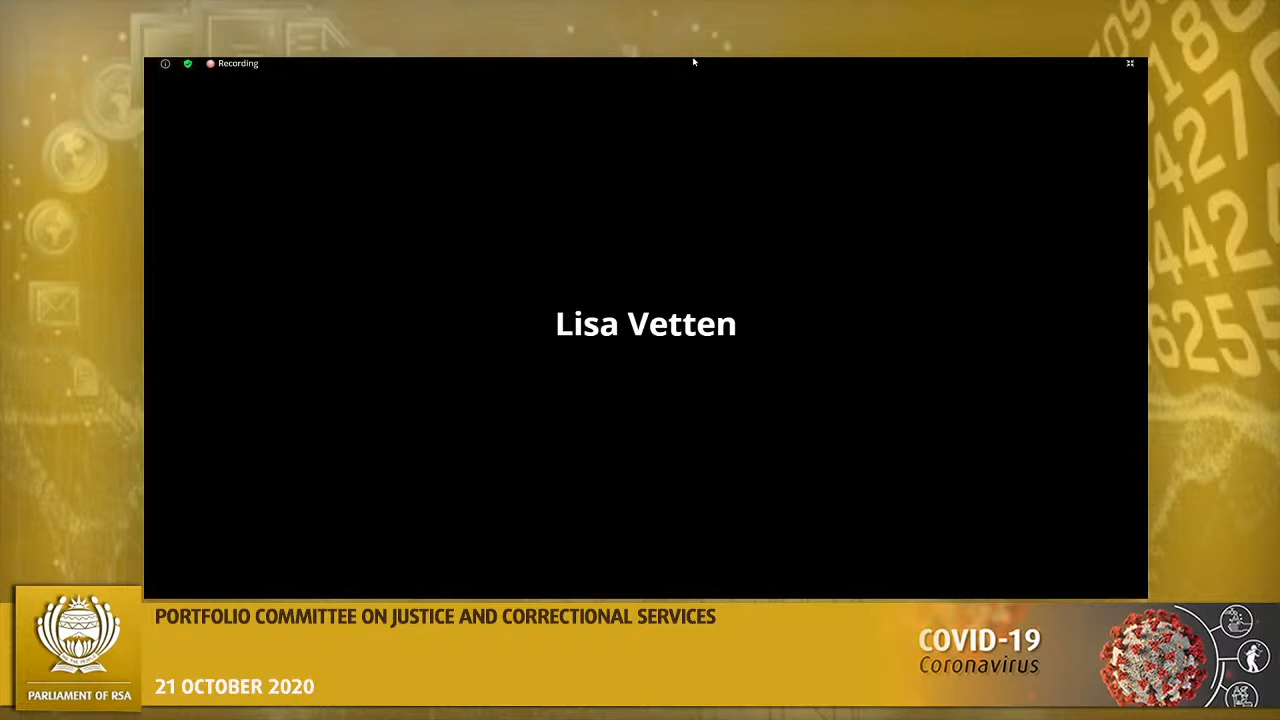 Recording
Lisa Vetten
PORTFOLIO COMMITTEE ON JUSTICE AND CORRECTIONAL SERVICES
COVID-19
Coronavirus
PARLIAMENT OF RSA
21 OCTOBER 2020